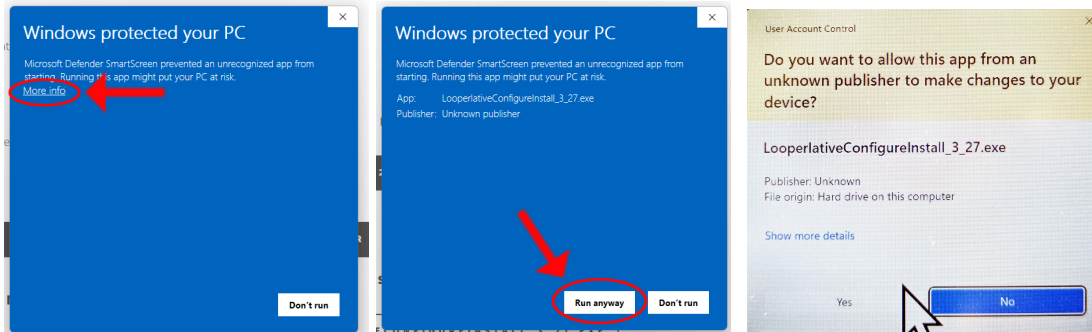 Windows protected your PC
Microsoft Defender SmartScreen prevented an unrecognized app from
starting. Running this app might put your PC at risk.
More info
Don't run
Windows protected your PC
Microsoft Defender SmartScreen prevented an unrecognized app from
starting. Running this app might put your PC at risk.
App: LooperlativeConfigureInstall_3_27.exe
Publisher: Unknown publisher
Run anyway
Don't run
User Account Control
Do you want to allow this app from an
unknown publisher to make changes to your
device?
LooperlativeConfigureInstall_3_27.exe
Publisher: Unknown
File origin: Hard drive on this computer
Show more details
Yes
No